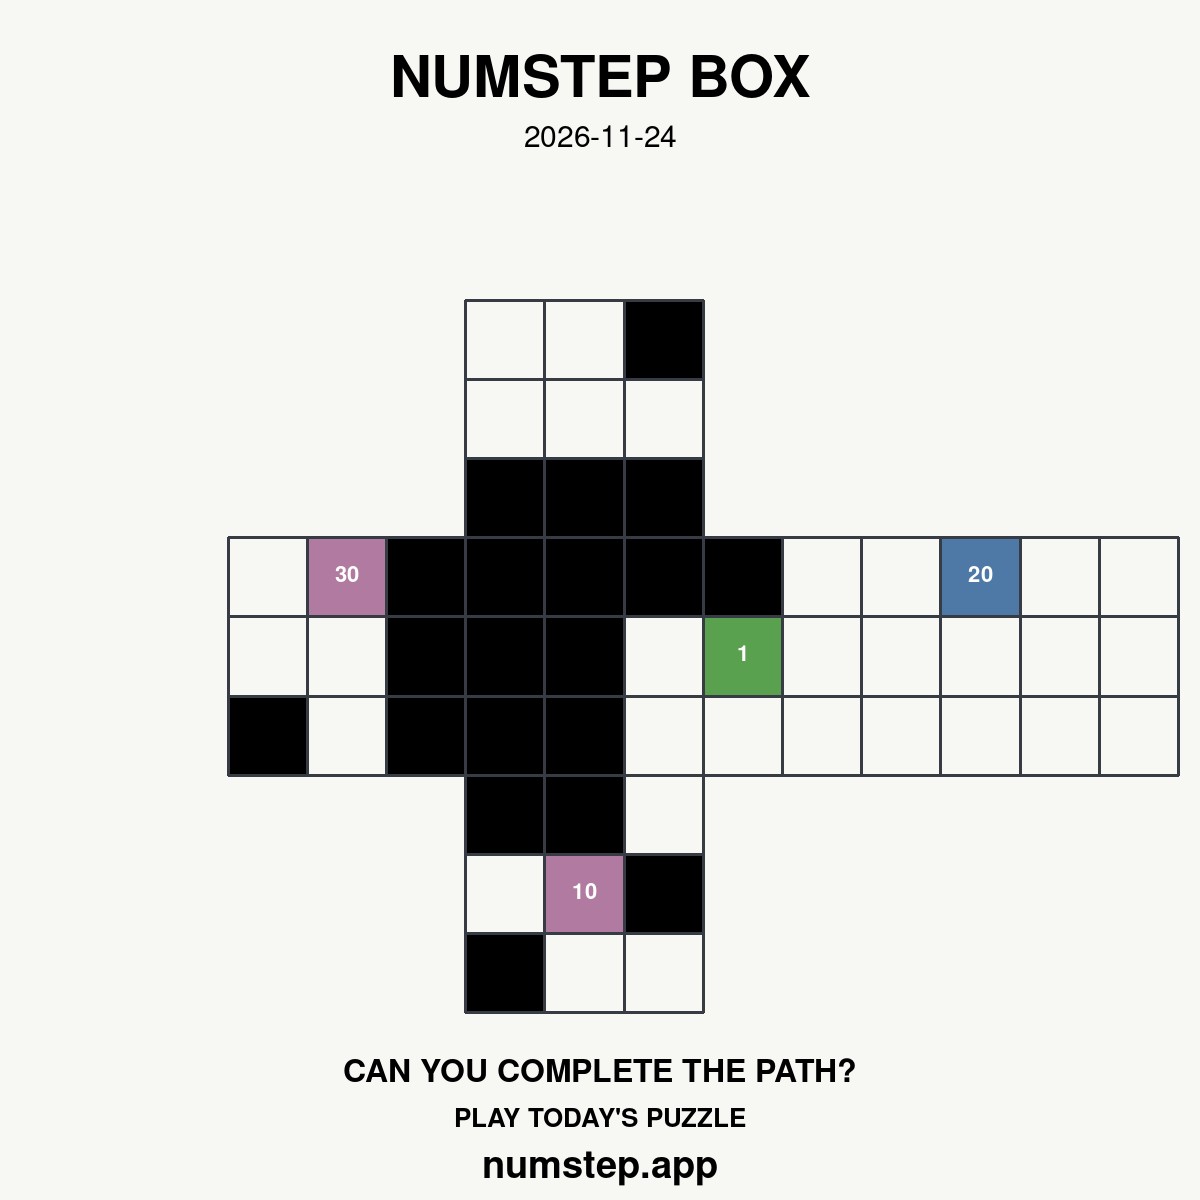 NUMSTEP BOX
2026-11-24
30
20
1
10
CAN YOU COMPLETE THE PATH?
PLAY TODAY'S PUZZLE
numstep.app